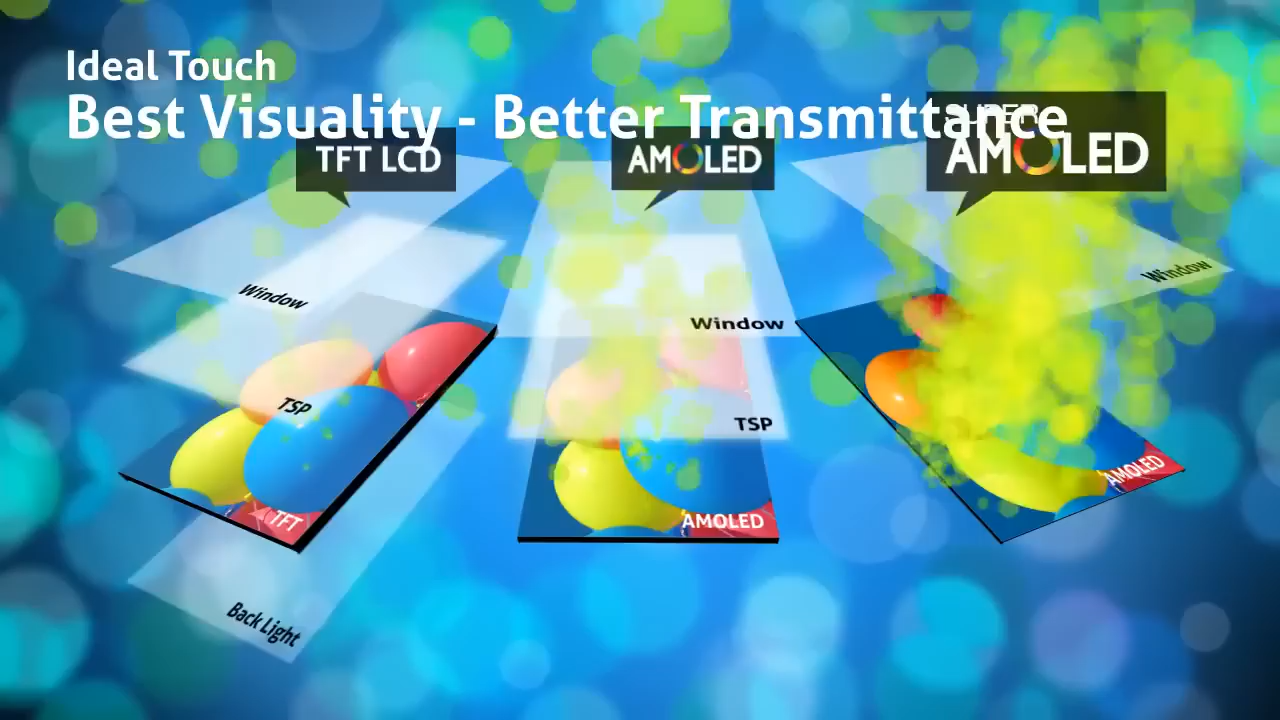 Ideal Touch
Best Visuality - Better Transmittance
TFT LCD
AMOLED
SUPER
AMOLED
Window
TSP
TFT
Back Light
Window
TSP
AMOLED
Window
AMOLED